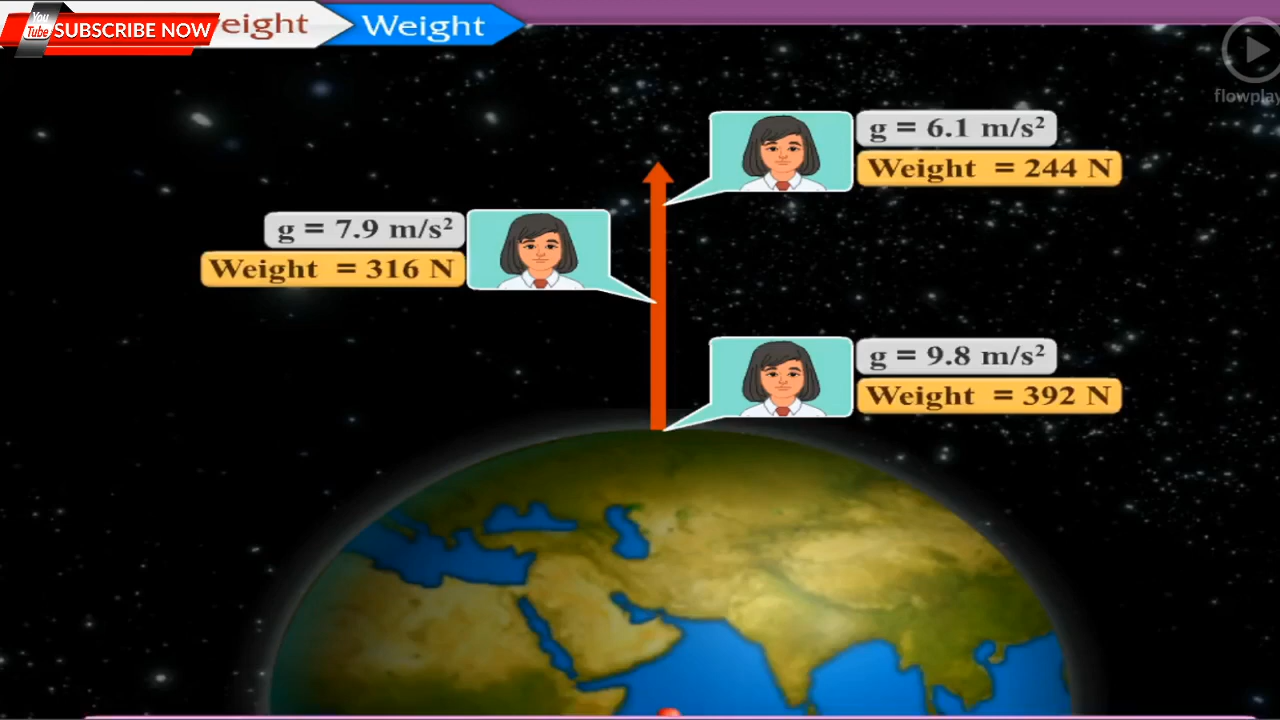 You
Tube
SUBSCRIBE NOW
eight
Weight
g = 6.1 m/s²
Weight = 244 N
g = 7.9 m/s²
Weight = 316 N
g = 9.8 m/s²
Weight = 392 N
flowplay